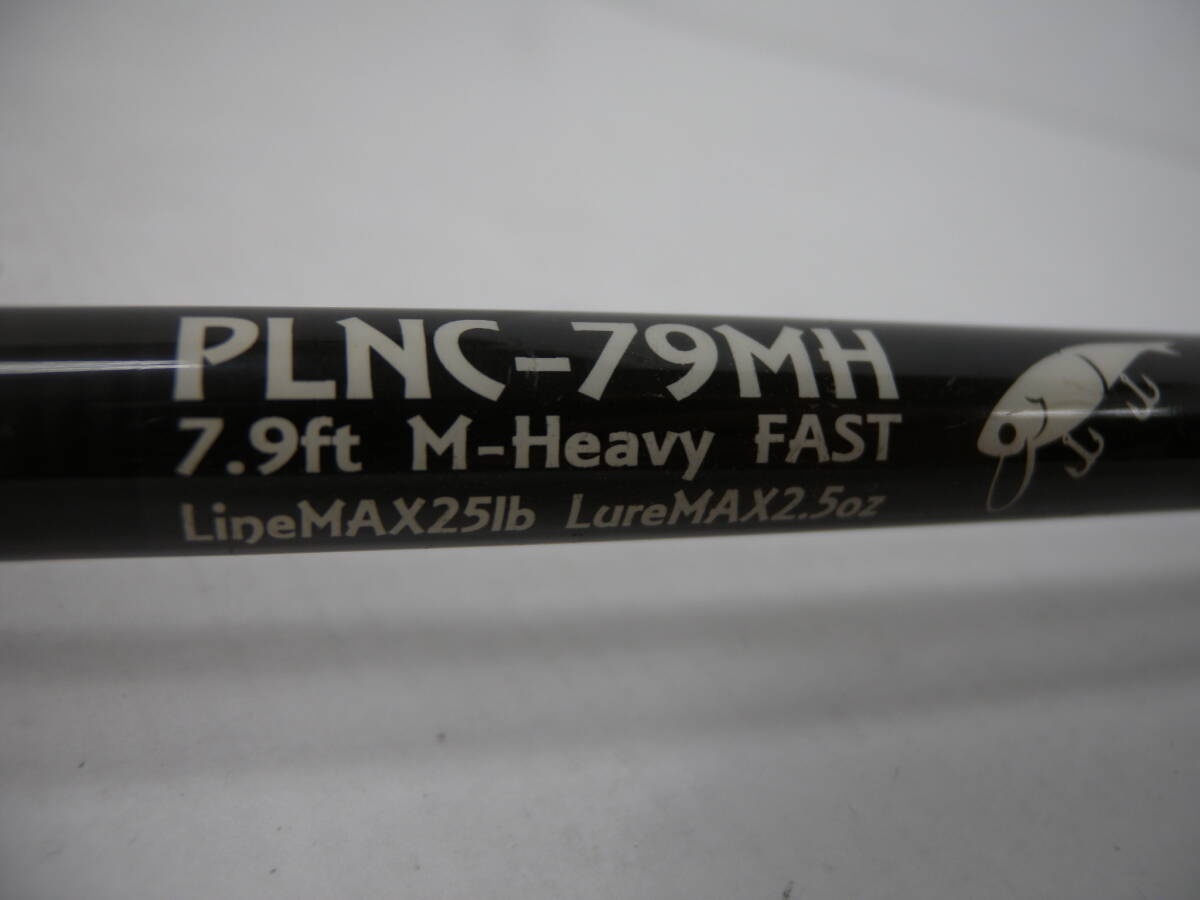 PLNC-79MH
7.9ft M-Heavy FAST
LineMAX25lb LureMAX2.5oz